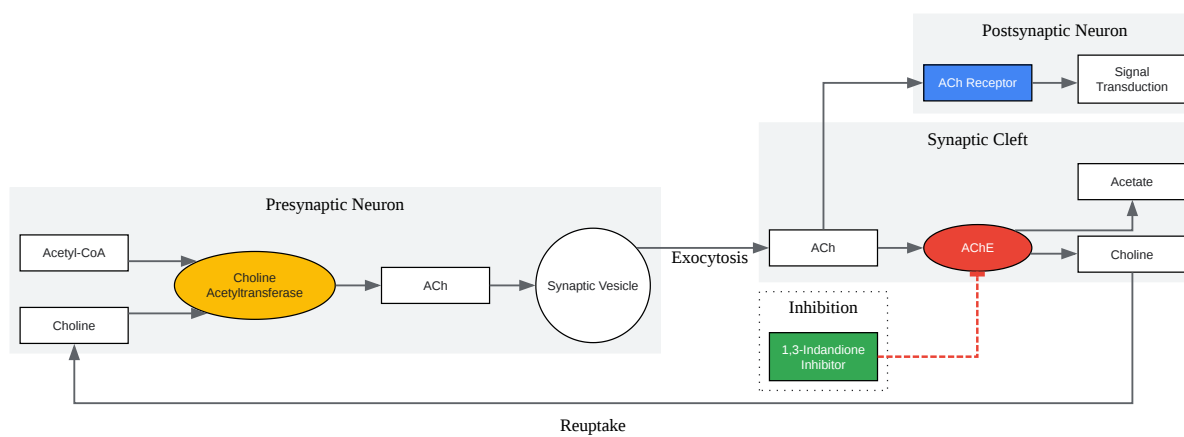 Postsynaptic Neuron
ACh Receptor
Signal
Transduction
Synaptic Cleft
Acetate
ACh
AChE
Choline
Presynaptic Neuron
Acetyl-CoA
Choline
Choline
Acetyltransferase
ACh
Synaptic Vesicle
Exocytosis
Inhibition
1,3-Indandione
Inhibitor
Reuptake